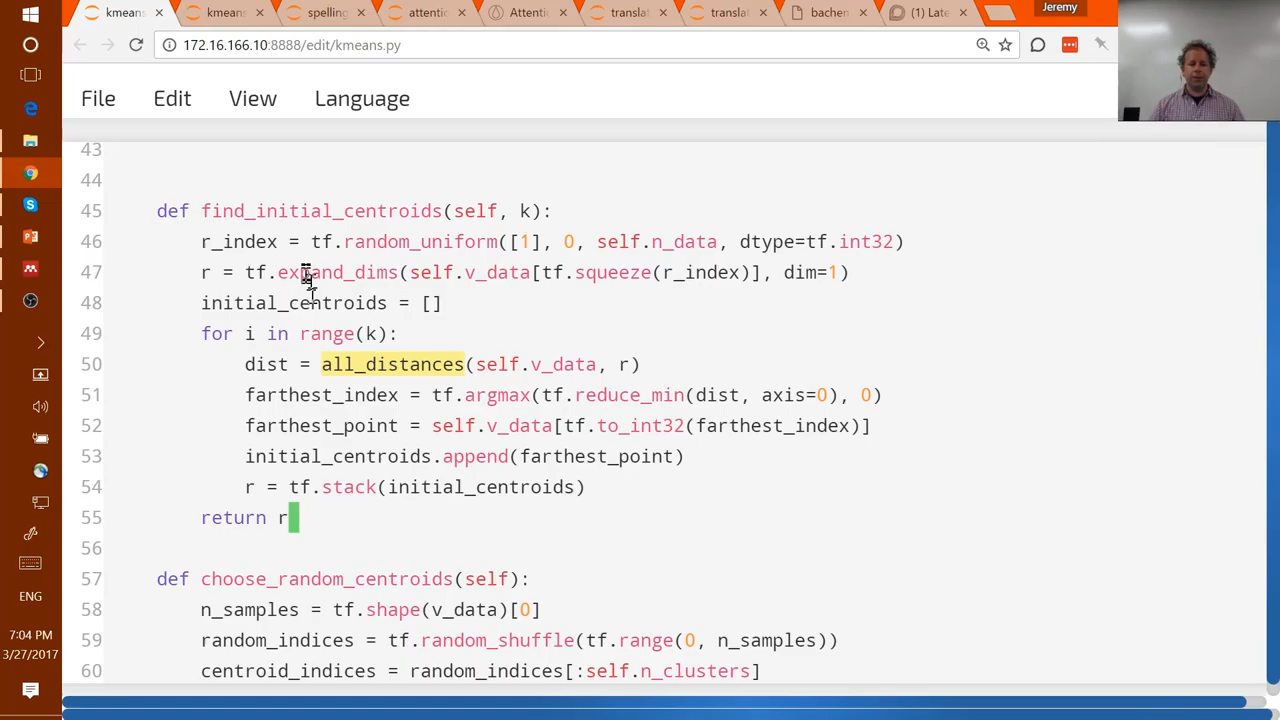 kmeans
kmeans
spelling
attentic
Attentic
translat
translat
bachen
(1) Late
Jeremy
172.16.166.10:8888/edit/kmeans.py
File Edit View Language
43
44
45 def find_initial_centroids(self, k):
46 r_index = tf.random_uniform([1], 0, self.n_data, dtype=tf.int32)
47 r = tf.expand_dims(self.v_data[tf.squeeze(r_index)], dim=1)
48 initial_centroids = []
49 for i in range(k):
50 dist = all_distances(self.v_data, r)
51 farthest_index = tf.argmax(tf.reduce_min(dist, axis=0), 0)
52 farthest_point = self.v_data[tf.to_int32(farthest_index)]
53 initial_centroids.append(farthest_point)
54 r = tf.stack(initial_centroids)
55 return r
56
57 def choose_random_centroids(self):
58 n_samples = tf.shape(v_data)[0]
59 random_indices = tf.random_shuffle(tf.range(0, n_samples))
60 centroid_indices = random_indices[:self.n_clusters]
ENG
7:04 PM
3/27/2017